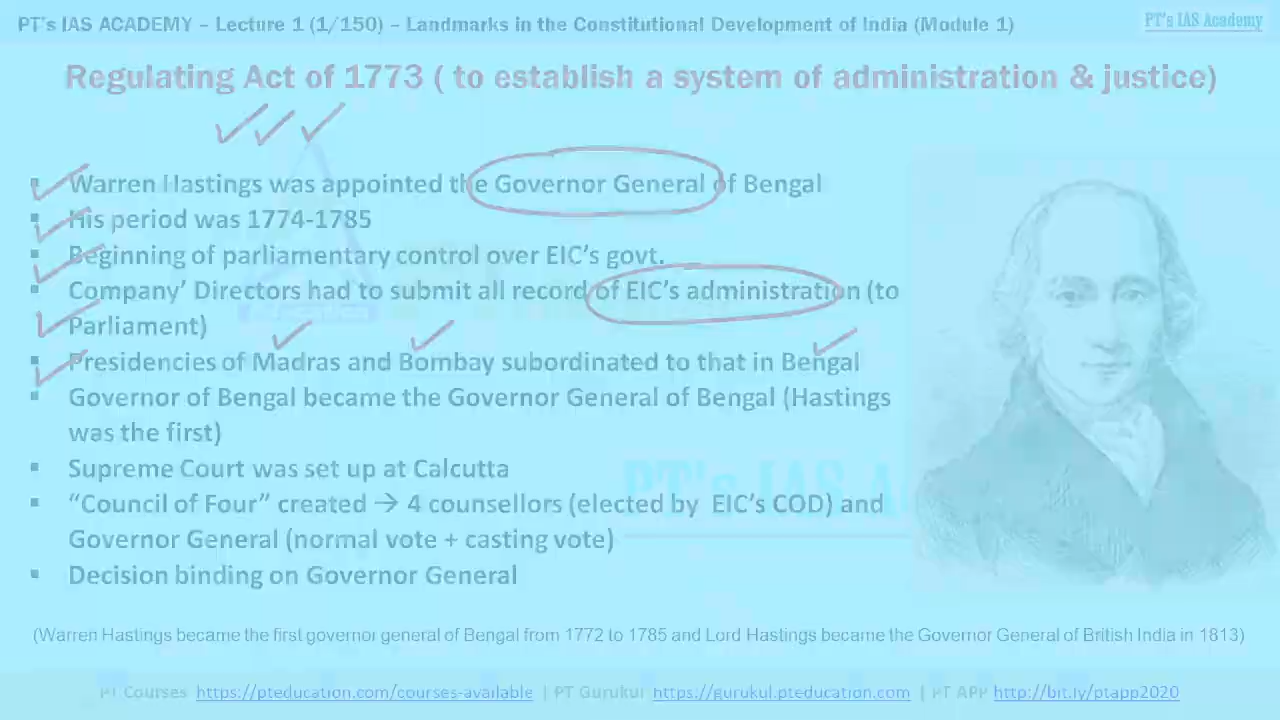 PT's IAS ACADEMY – Lecture 1 (1/150) – Landmarks in the Constitutional Development of India (Module 1)
PT's IAS Academy
Regulating Act of 1773 ( to establish a system of administration & justice)
▪ Warren Hastings was appointed the Governor General of Bengal
▪ His period was 1774-1785
▪ Beginning of parliamentary control over EIC's govt.
▪ Company' Directors had to submit all record of EIC's administration (to
Parliament)
▪ Presidencies of Madras and Bombay subordinated to that in Bengal
▪ Governor of Bengal became the Governor General of Bengal (Hastings
was the first)
▪ Supreme Court was set up at Calcutta
▪ “Council of Four” created → 4 counsellors (elected by EIC's COD) and
Governor General (normal vote + casting vote)
▪ Decision binding on Governor General
PT's IAS
(Warren Hastings became the first governor general of Bengal from 1772 to 1785 and Lord Hastings became the Governor General of British India in 1813)
PT Courses https://pteducation.com/courses-available | PT Gurukul https://gurukul.pteducation.com | PT APP http://bit.ly/ptapp2020